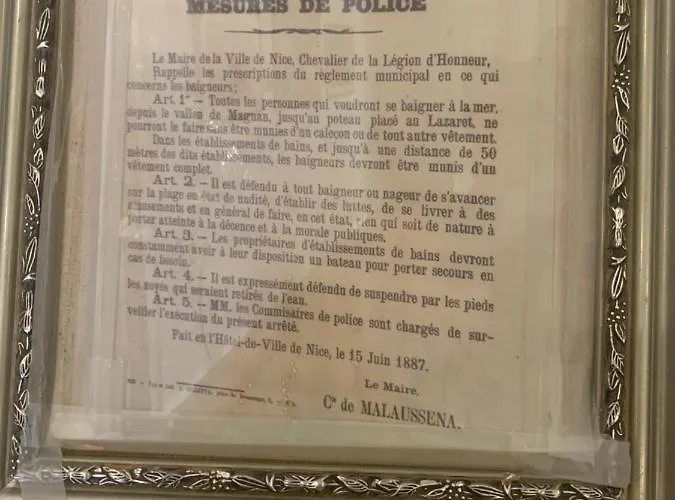 MESURES DE POLICE
Le Maire de la Ville de Nice, Chevalier de la Légion d'Honneur,
Rappelle les prescriptions du règlement municipal en ce qui
concerne les baigneurs;
Art. 1er — Toutes les personnes qui voudront se baigner à la mer,
depuis le vallon de Magnan, jusqu'au poteau placé au Lazaret, ne
pourront le faire sans être munies d'un caleçon ou de tout autre vêtement.
Dans les établissements de bains, et jusqu'à une distance de 50
mètres des dits établissements, les baigneurs devront être munis d'un
vêtement complet.
Art. 2. — Il est défendu à tout baigneur ou nageur de s'avancer
sur la plage en état de nudité, d'établir des luttes, de se livrer à des
amusements et en général de faire, en cet état, rien qui soit de nature à
porter atteinte à la décence et à la morale publiques.
Art. 3. — Les propriétaires d'établissements de bains devront
constamment avoir à leur disposition un bateau pour porter secours en
cas de besoin.
Art. 4. — Il est expressément défendu de suspendre par les pieds
les noyés qui seraient retirés de l'eau.
Art. 5. — MM. les Commisaires de police sont chargés de sur-
veiller l'exécution du présent arrêté.
Fait en l'Hôtel-de-Ville de Nice, le 15 Juin 1887.
Le Maire,
Cte de MALAUSSENA.